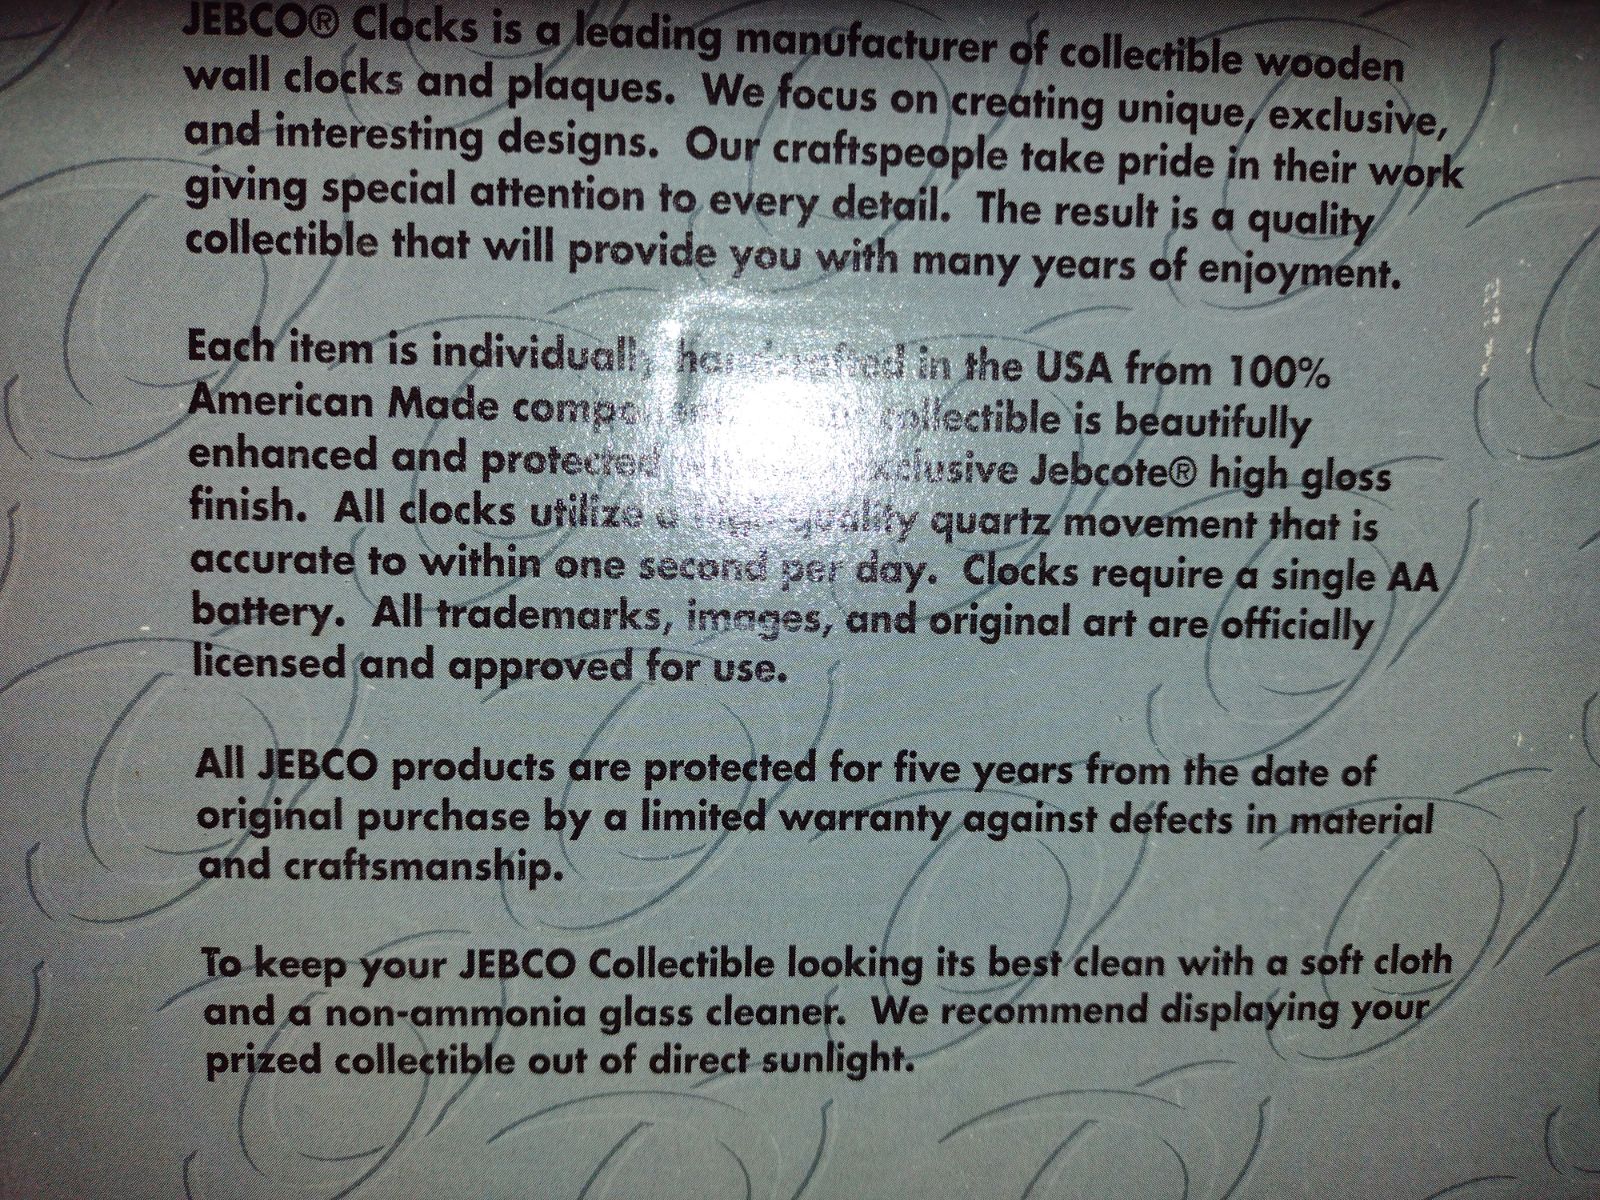 JEBCO® Clocks is a leading manufacturer of collectible wooden
wall clocks and plaques. We focus on creating unique, exclusive,
and interesting designs. Our craftspeople take pride in their work
giving special attention to every detail. The result is a quality
collectible that will provide you with many years of enjoyment.
Each item is individually handcrafted in the USA from 100%
American Made collectible is beautifully
enhanced and protected exclusive Jebcote® high gloss
finish. All clocks utilize a high quality quartz movement that is
accurate to within one second per day. Clocks require a single AA
battery. All trademarks, images, and original art are officially
licensed and approved for use.
All JEBCO products are protected for five years from the date of
original purchase by a limited warranty against defects in material
and craftsmanship.
To keep your JEBCO Collectible looking its best clean with a soft cloth
and a non-ammonia glass cleaner. We recommend displaying your
prized collectible out of direct sunlight.